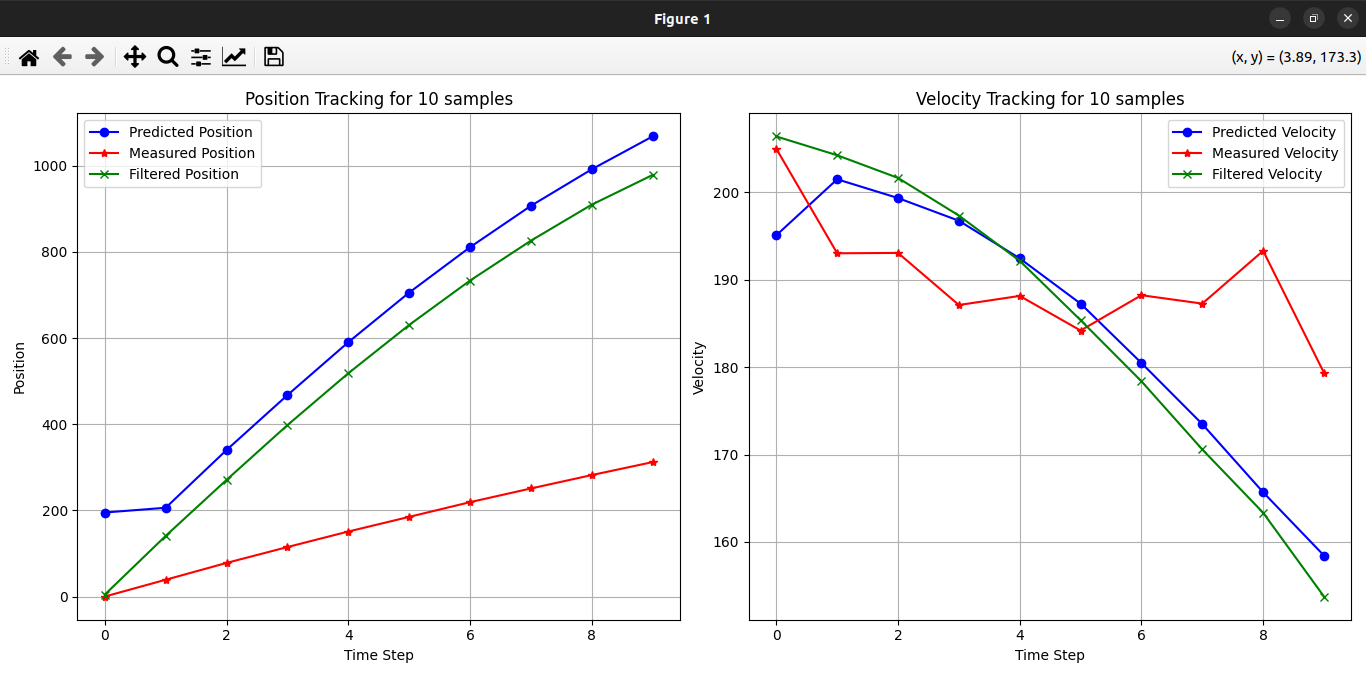 Figure 1
(x, y) = (3.89, 173.3)
Position Tracking for 10 samples
Predicted Position
Measured Position
Filtered Position
1000
800
600
400
200
0
Position
0 2 4 6 8
Time Step
Velocity Tracking for 10 samples
Predicted Velocity
Measured Velocity
Filtered Velocity
200
190
180
170
160
Velocity
0 2 4 6 8
Time Step